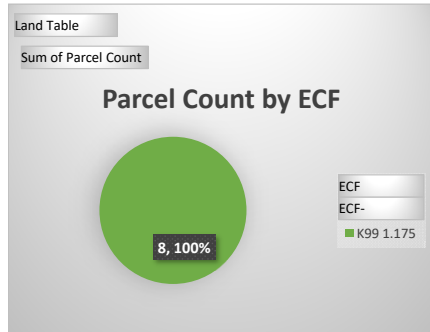 Land Table
Sum of Parcel Count
Parcel Count by ECF
8, 100%
ECF
ECF-
K99 1.175